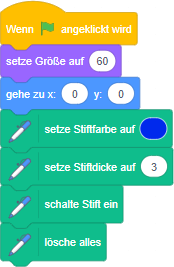 Wenn angeklickt wird
setze Größe auf 60
gehe zu x: 0 y: 0
setze Stiftfarbe auf
setze Stiftdicke auf 3
schalte Stift ein
lösche alles